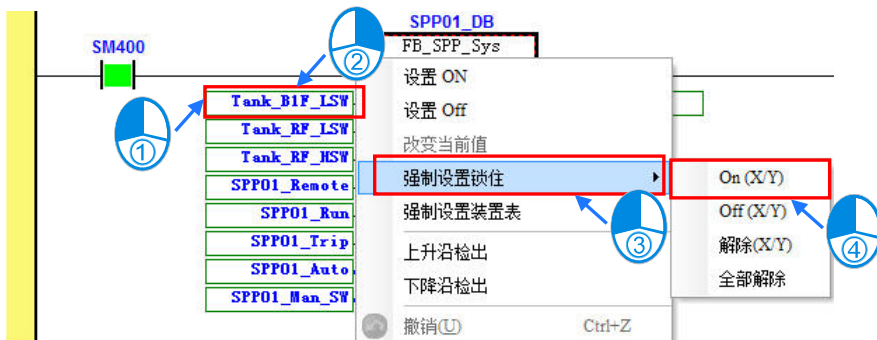 SPP01_DB
SM400
FB_SPP_Sys
②
设置 ON
Tank_B1F_LSW
设置 Off
①
Tank_RF_LSW
改变当前值
Tank_RF_HSW
强制设置锁住
On (X/Y)
SPP01_Remote
SPP01_Run
强制设置装置表
Off (X/Y)
③
④
SPP01_Trip
上升沿检出
解除(X/Y)
SPP01_Auto
下降沿检出
全部解除
SPP01_Man_SW
撤销(U) Ctrl+Z